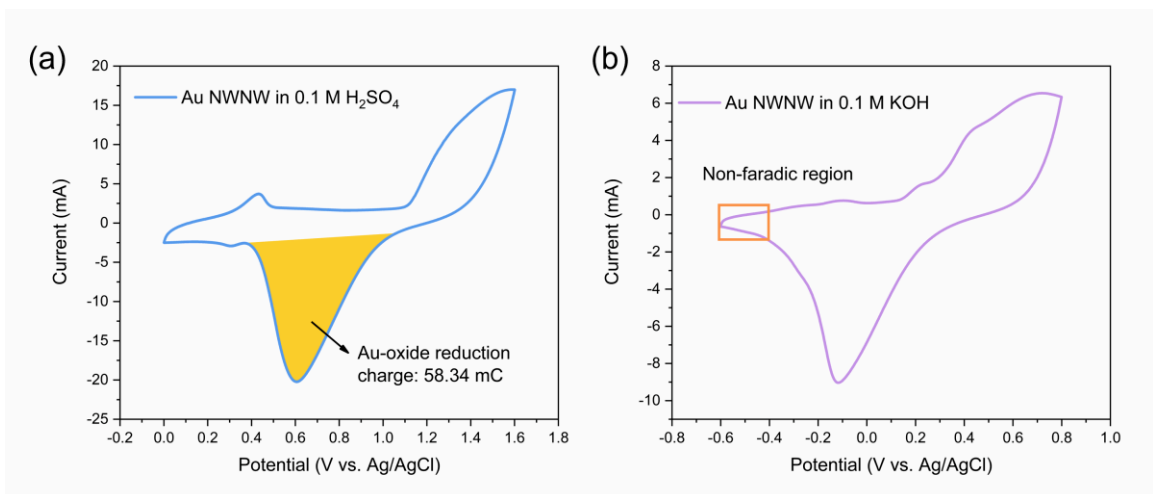 (a)
Au NWNW in 0.1 M H₂SO₄
20
15
10
5
0
-5
-10
-15
-20
-25
Current (mA)
Au-oxide reduction
charge: 58.34 mC
-0.2 0.0 0.2 0.4 0.6 0.8 1.0 1.2 1.4 1.6 1.8
Potential (V vs. Ag/AgCl)
(b)
Au NWNW in 0.1 M KOH
8
6
4
2
0
-2
-4
-6
-8
-10
Current (mA)
Non-faradic region
-0.8 -0.6 -0.4 -0.2 0.0 0.2 0.4 0.6 0.8 1.0
Potential (V vs. Ag/AgCl)